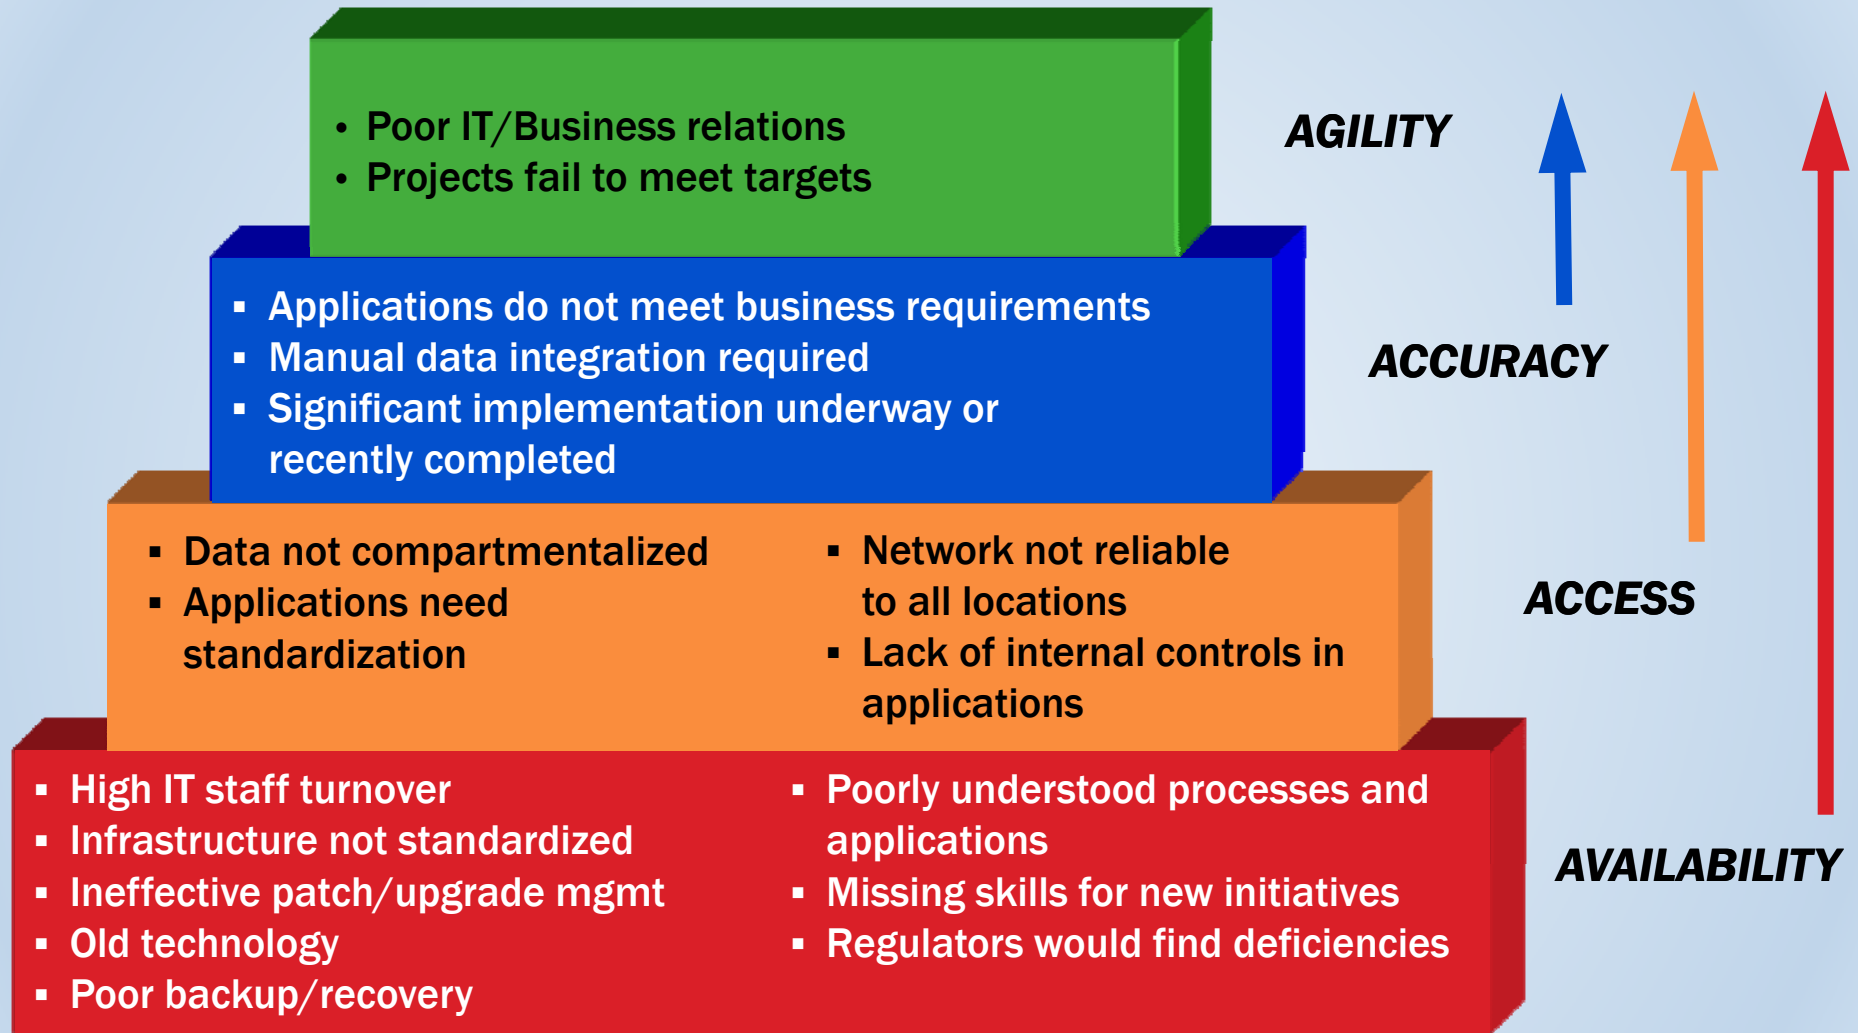 • Poor IT/Business relations
• Projects fail to meet targets
AGILITY
▪ Applications do not meet business requirements
▪ Manual data integration required
▪ Significant implementation underway or
recently completed
ACCURACY
▪ Data not compartmentalized
▪ Applications need
standardization
▪ Network not reliable
to all locations
▪ Lack of internal controls in
applications
ACCESS
▪ High IT staff turnover
▪ Infrastructure not standardized
▪ Ineffective patch/upgrade mgmt
▪ Old technology
▪ Poor backup/recovery
▪ Poorly understood processes and
applications
▪ Missing skills for new initiatives
▪ Regulators would find deficiencies
AVAILABILITY